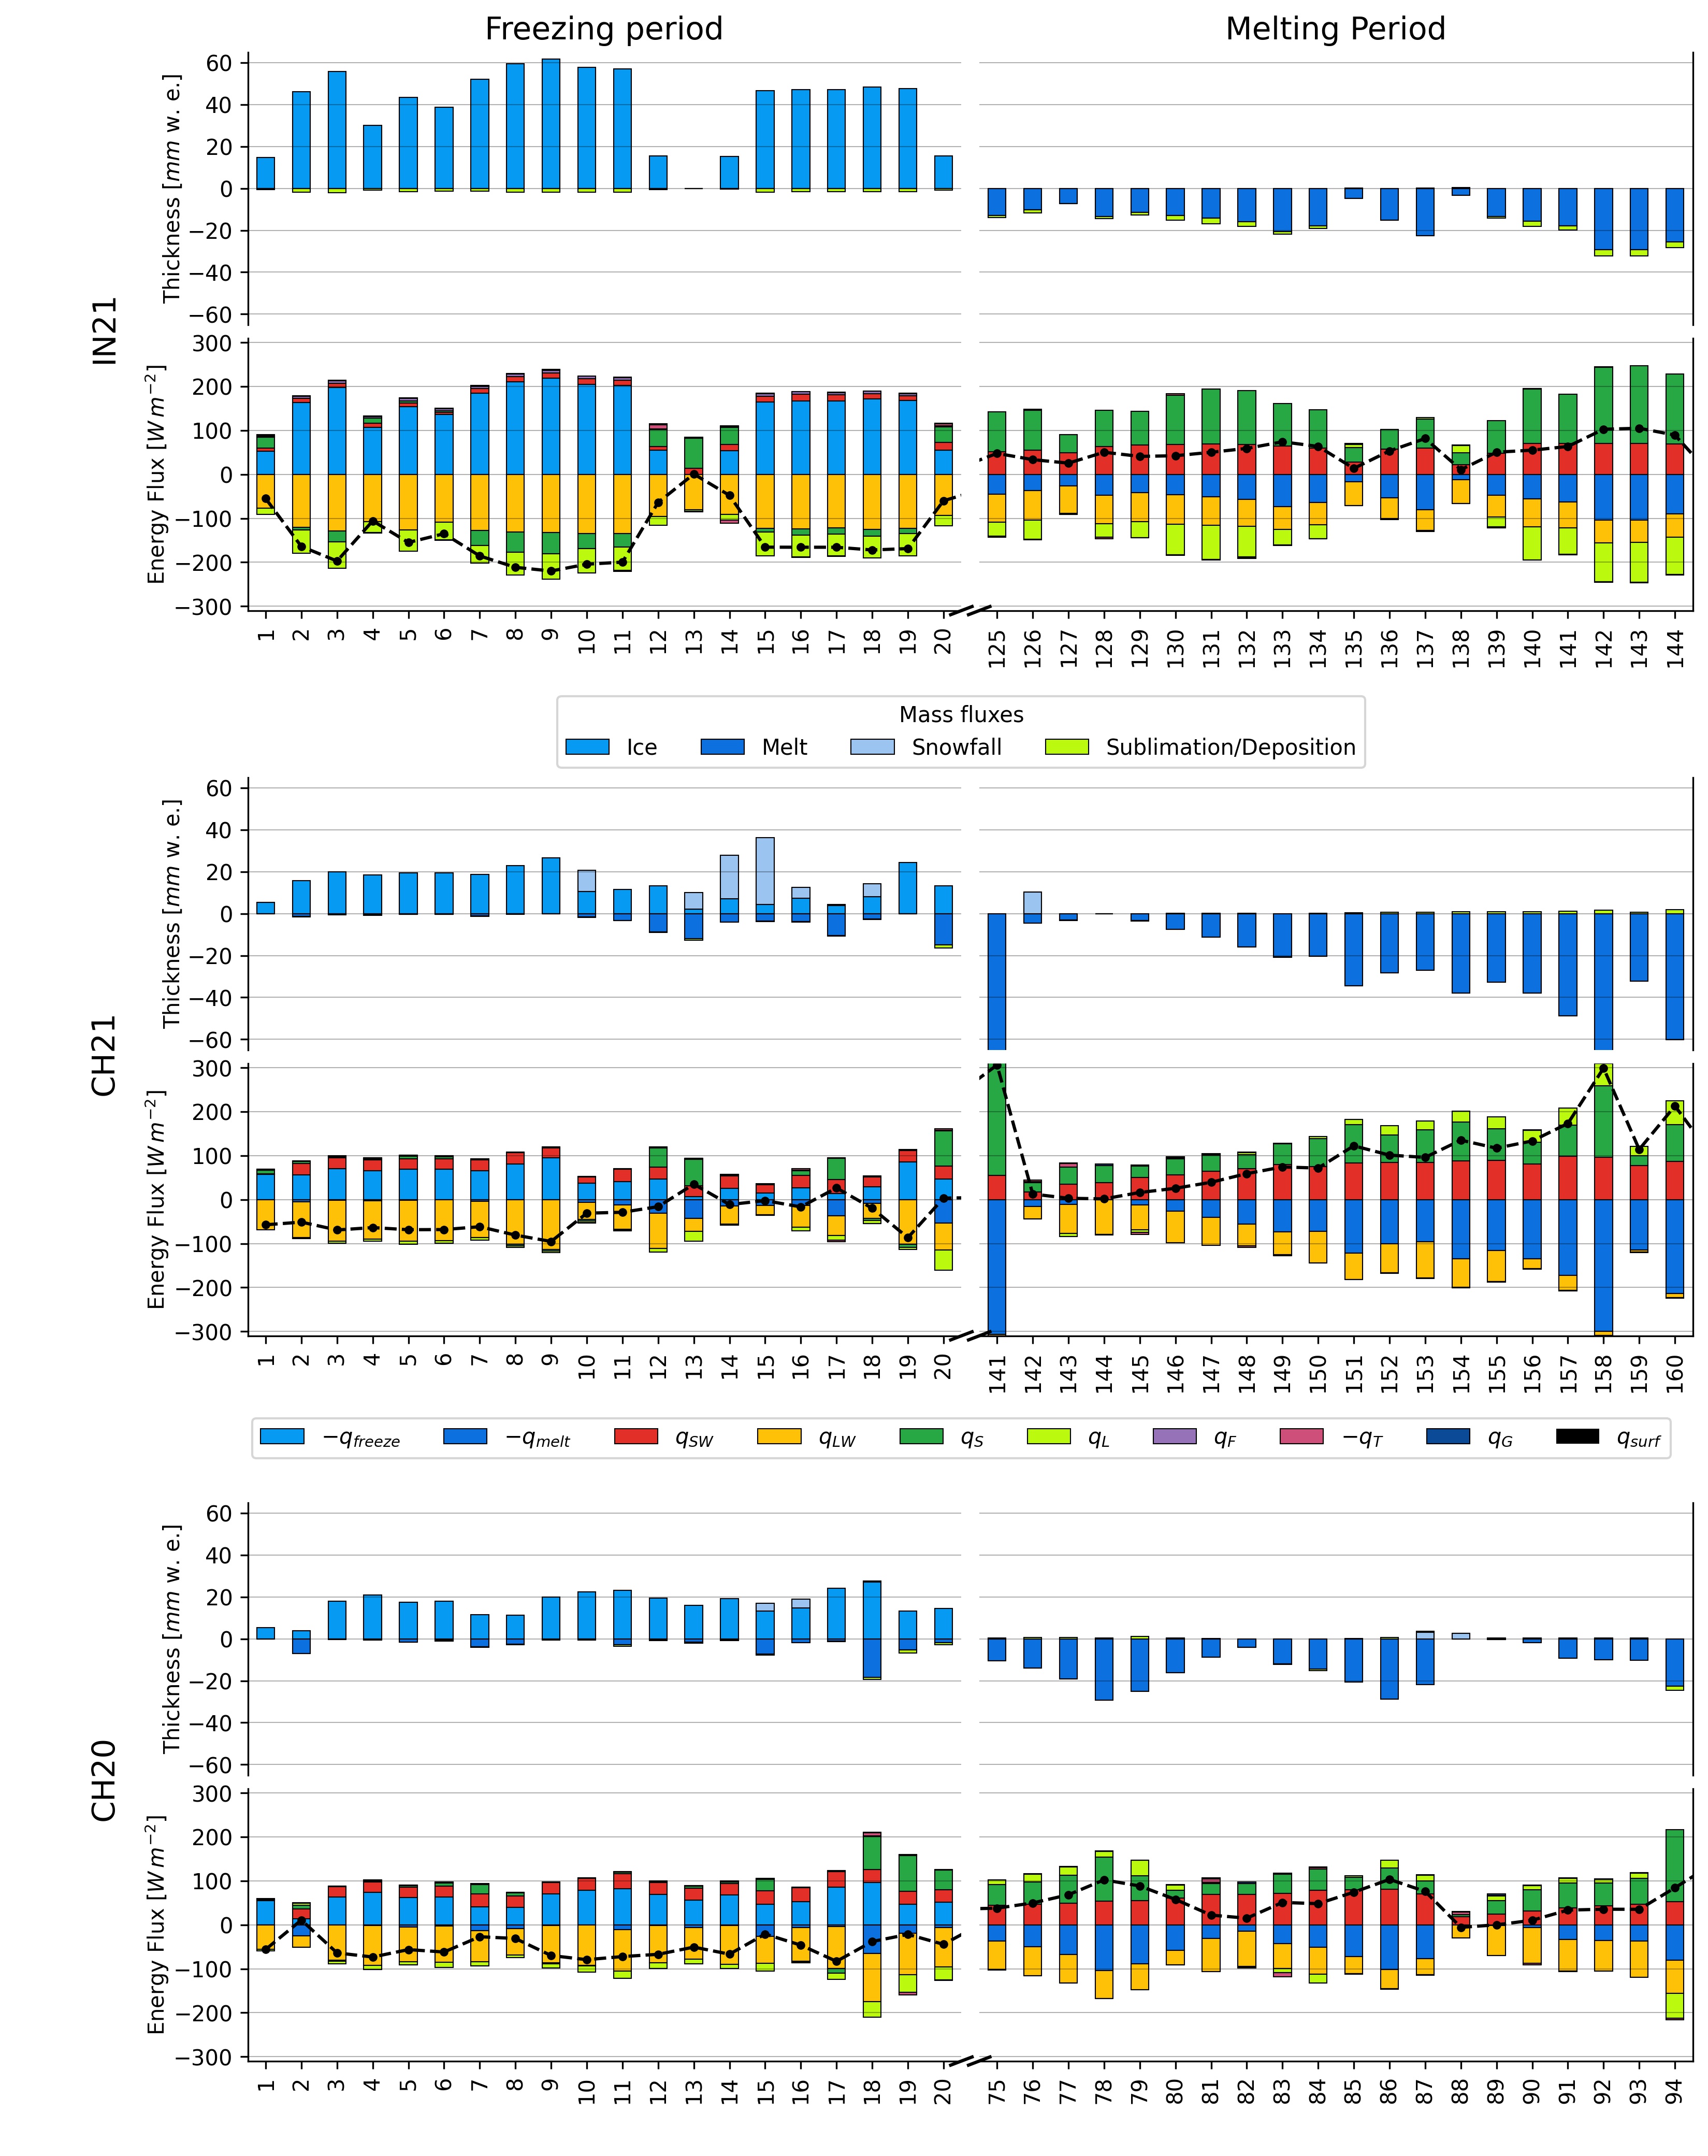 Freezing period Melting Period
IN21
Thickness [mm w. e.]
60
40
20
0
−20
−40
−60
Energy Flux [W m⁻²]
300
200
100
0
−100
−200
−300
1 2 3 4 5 6 7 8 9 10 11 12 13 14 15 16 17 18 19 20 125 126 127 128 129 130 131 132 133 134 135 136 137 138 139 140 141 142 143 144
Mass fluxes
Ice Melt Snowfall Sublimation/Deposition
CH21
Thickness [mm w. e.]
60
40
20
0
−20
−40
−60
Energy Flux [W m⁻²]
300
200
100
0
−100
−200
−300
1 2 3 4 5 6 7 8 9 10 11 12 13 14 15 16 17 18 19 20 141 142 143 144 145 146 147 148 149 150 151 152 153 154 155 156 157 158 159 160
−q_freeze −q_melt q_SW q_LW q_S q_L q_F −q_T q_G q_surf
CH20
Thickness [mm w. e.]
60
40
20
0
−20
−40
−60
Energy Flux [W m⁻²]
300
200
100
0
−100
−200
−300
1 2 3 4 5 6 7 8 9 10 11 12 13 14 15 16 17 18 19 20 75 76 77 78 79 80 81 82 83 84 85 86 87 88 89 90 91 92 93 94